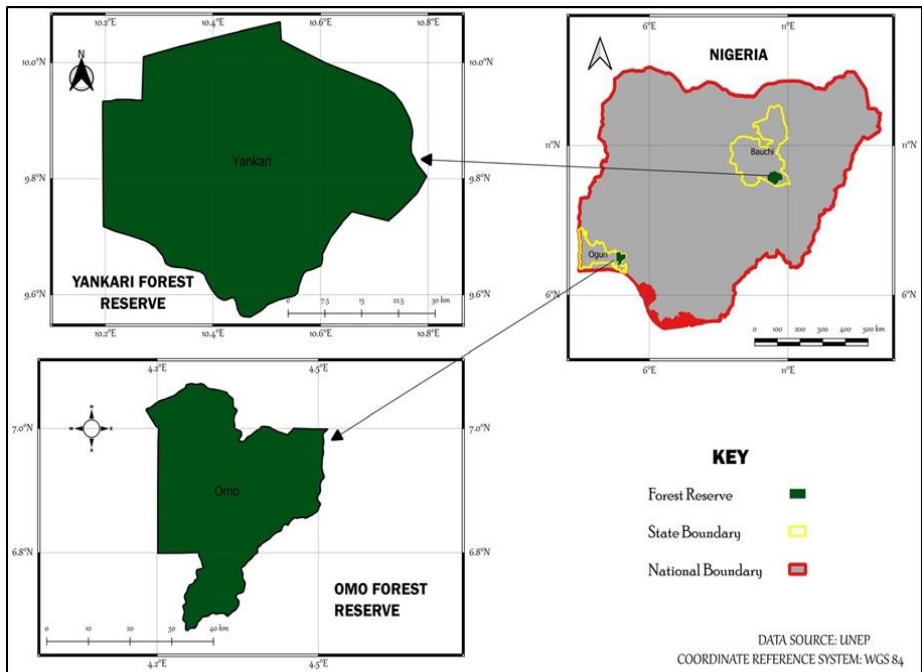 10.2°E 10.4°E 10.6°E 10.8°E
N
10.0°N 10.0°N
Yankari
9.8°N 9.8°N
YANKARI FOREST
RESERVE
9.6°N 9.6°N
0 7.5 15 22.5 30 km
10.2°E 10.4°E 10.6°E 10.8°E
6°E 11°E
NIGERIA
11°N 11°N
Bauchi
Ogun
6°N 6°N
0 100 200 300 400 500 km
6°E 11°E
4.2°E 4.5°E
7.0°N 7.0°N
Omo
6.8°N 6.8°N
OMO FOREST
RESERVE
0 10 20 30 40 km
4.2°E 4.5°E
KEY
Forest Reserve
State Boundary
National Boundary
DATA SOURCE: UNEP
COORDINATE REFERENCE SYSTEM: WGS 84